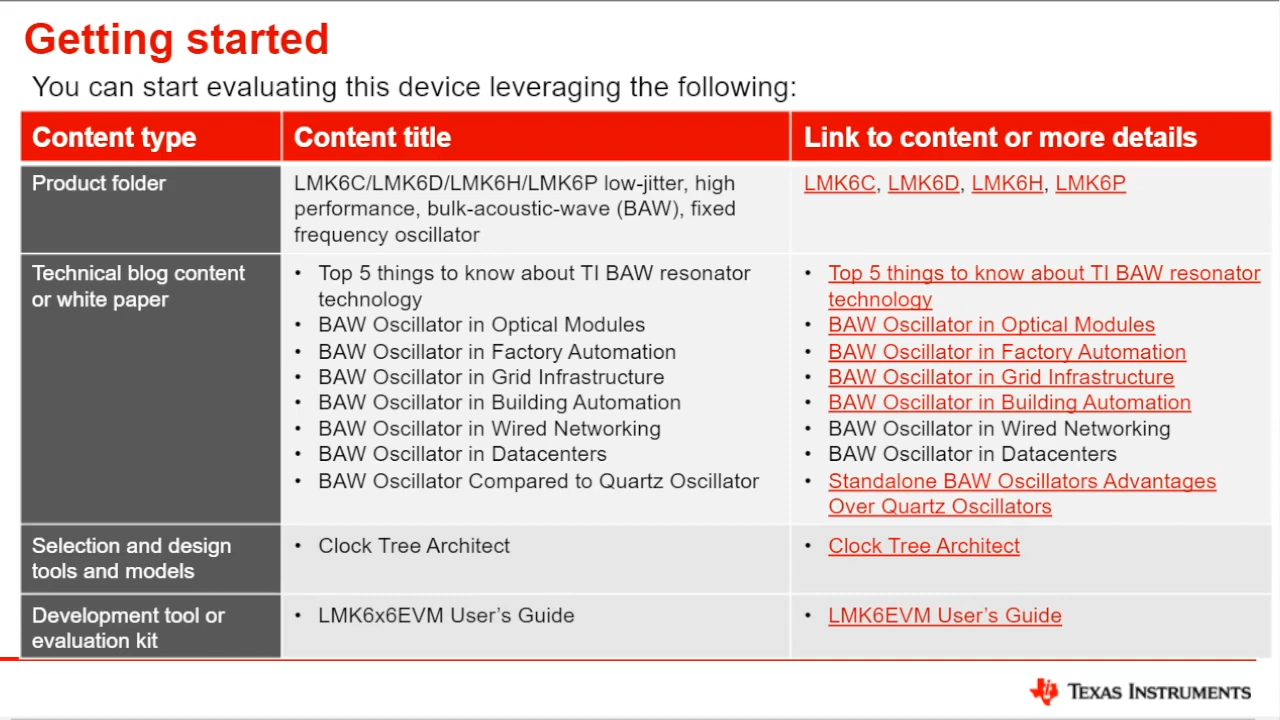 Getting started
You can start evaluating this device leveraging the following:
Content type
Content title
Link to content or more details
Product folder
LMK6C/LMK6D/LMK6H/LMK6P low-jitter, high
performance, bulk-acoustic-wave (BAW), fixed
frequency oscillator
LMK6C, LMK6D, LMK6H, LMK6P
Technical blog content
or white paper
• Top 5 things to know about TI BAW resonator
technology
• BAW Oscillator in Optical Modules
• BAW Oscillator in Factory Automation
• BAW Oscillator in Grid Infrastructure
• BAW Oscillator in Building Automation
• BAW Oscillator in Wired Networking
• BAW Oscillator in Datacenters
• BAW Oscillator Compared to Quartz Oscillator
• Top 5 things to know about TI BAW resonator
technology
• BAW Oscillator in Optical Modules
• BAW Oscillator in Factory Automation
• BAW Oscillator in Grid Infrastructure
• BAW Oscillator in Building Automation
• BAW Oscillator in Wired Networking
• BAW Oscillator in Datacenters
• Standalone BAW Oscillators Advantages
Over Quartz Oscillators
Selection and design
tools and models
• Clock Tree Architect
• Clock Tree Architect
Development tool or
evaluation kit
• LMK6x6EVM User’s Guide
• LMK6EVM User’s Guide
TEXAS INSTRUMENTS